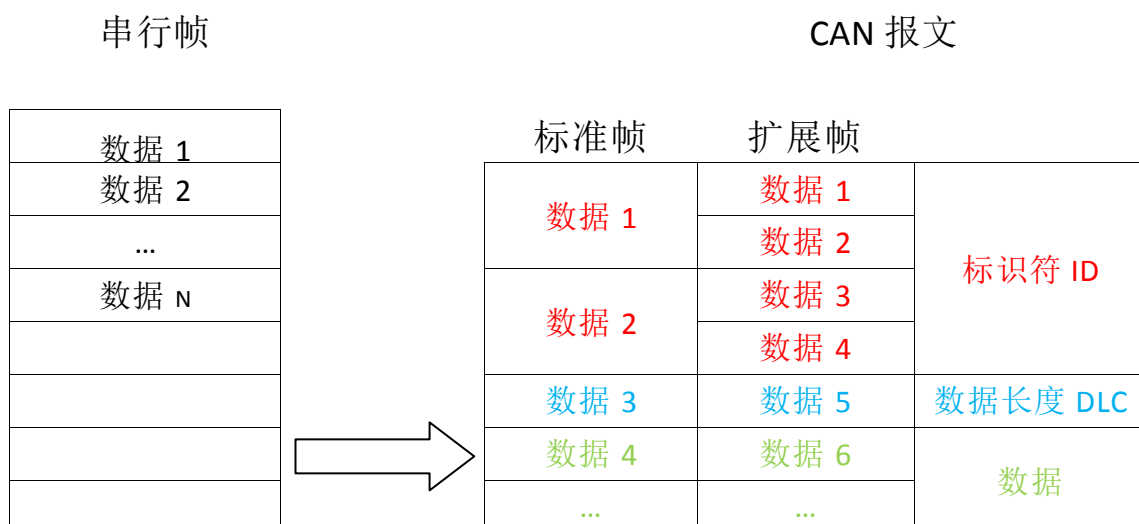 串行帧
CAN 报文
数据 1
数据 2
...
数据 N
标准帧
扩展帧
数据 1
数据 1
数据 2
标识符 ID
数据 2
数据 3
数据 4
数据 3
数据 5
数据长度 DLC
数据 4
数据 6
数据
...
...